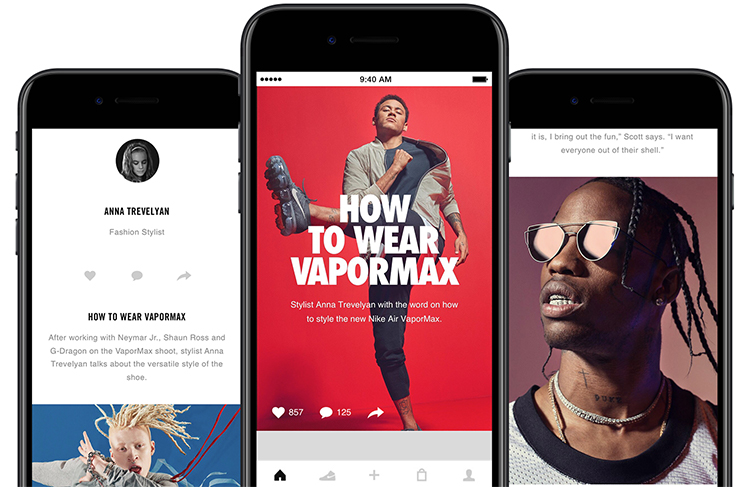 ANNA TREVELYAN
Fashion Stylist
HOW TO WEAR VAPORMAX
After working with Neymar Jr., Shaun Ross and
G-Dragon on the VaporMax shoot, stylist Anna
Trevelyan talks about the versatile style of the
shoe.
9:40 AM
HOW
TO WEAR
VAPORMAX
Stylist Anna Trevelyan with the word on how
to style the new Nike Air VaporMax.
857
125
it is, I bring out the fun,” Scott says. “I want
everyone out of their shell.”